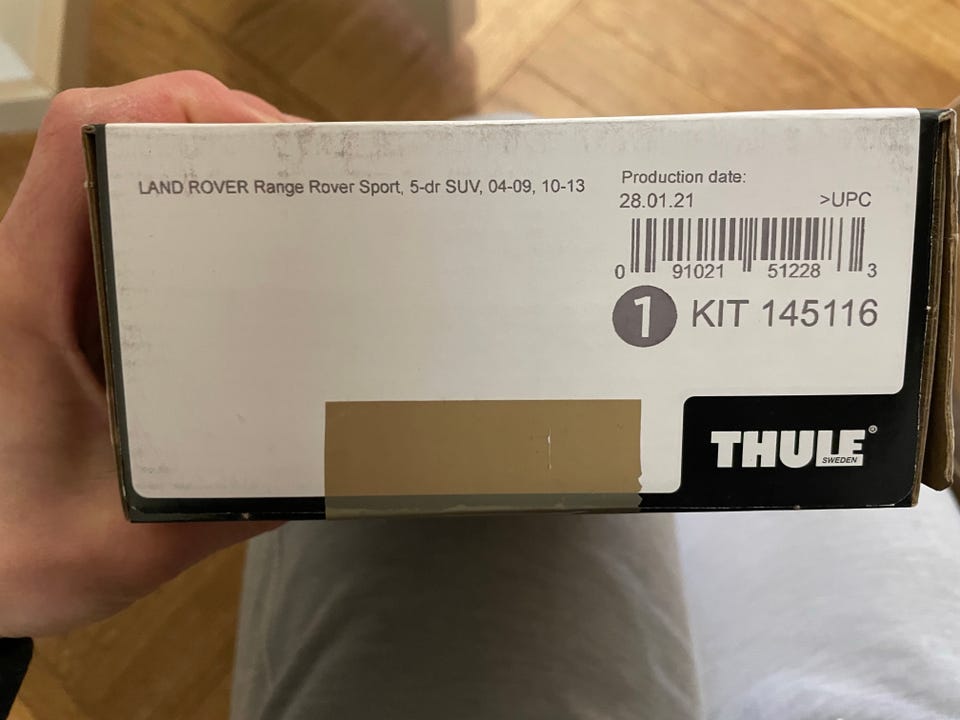 LAND ROVER Range Rover Sport, 5-dr SUV, 04-09, 10-13
Production date:
28.01.21 >UPC
0 91021 51228 3
1 KIT 145116
THULE®
SWEDEN